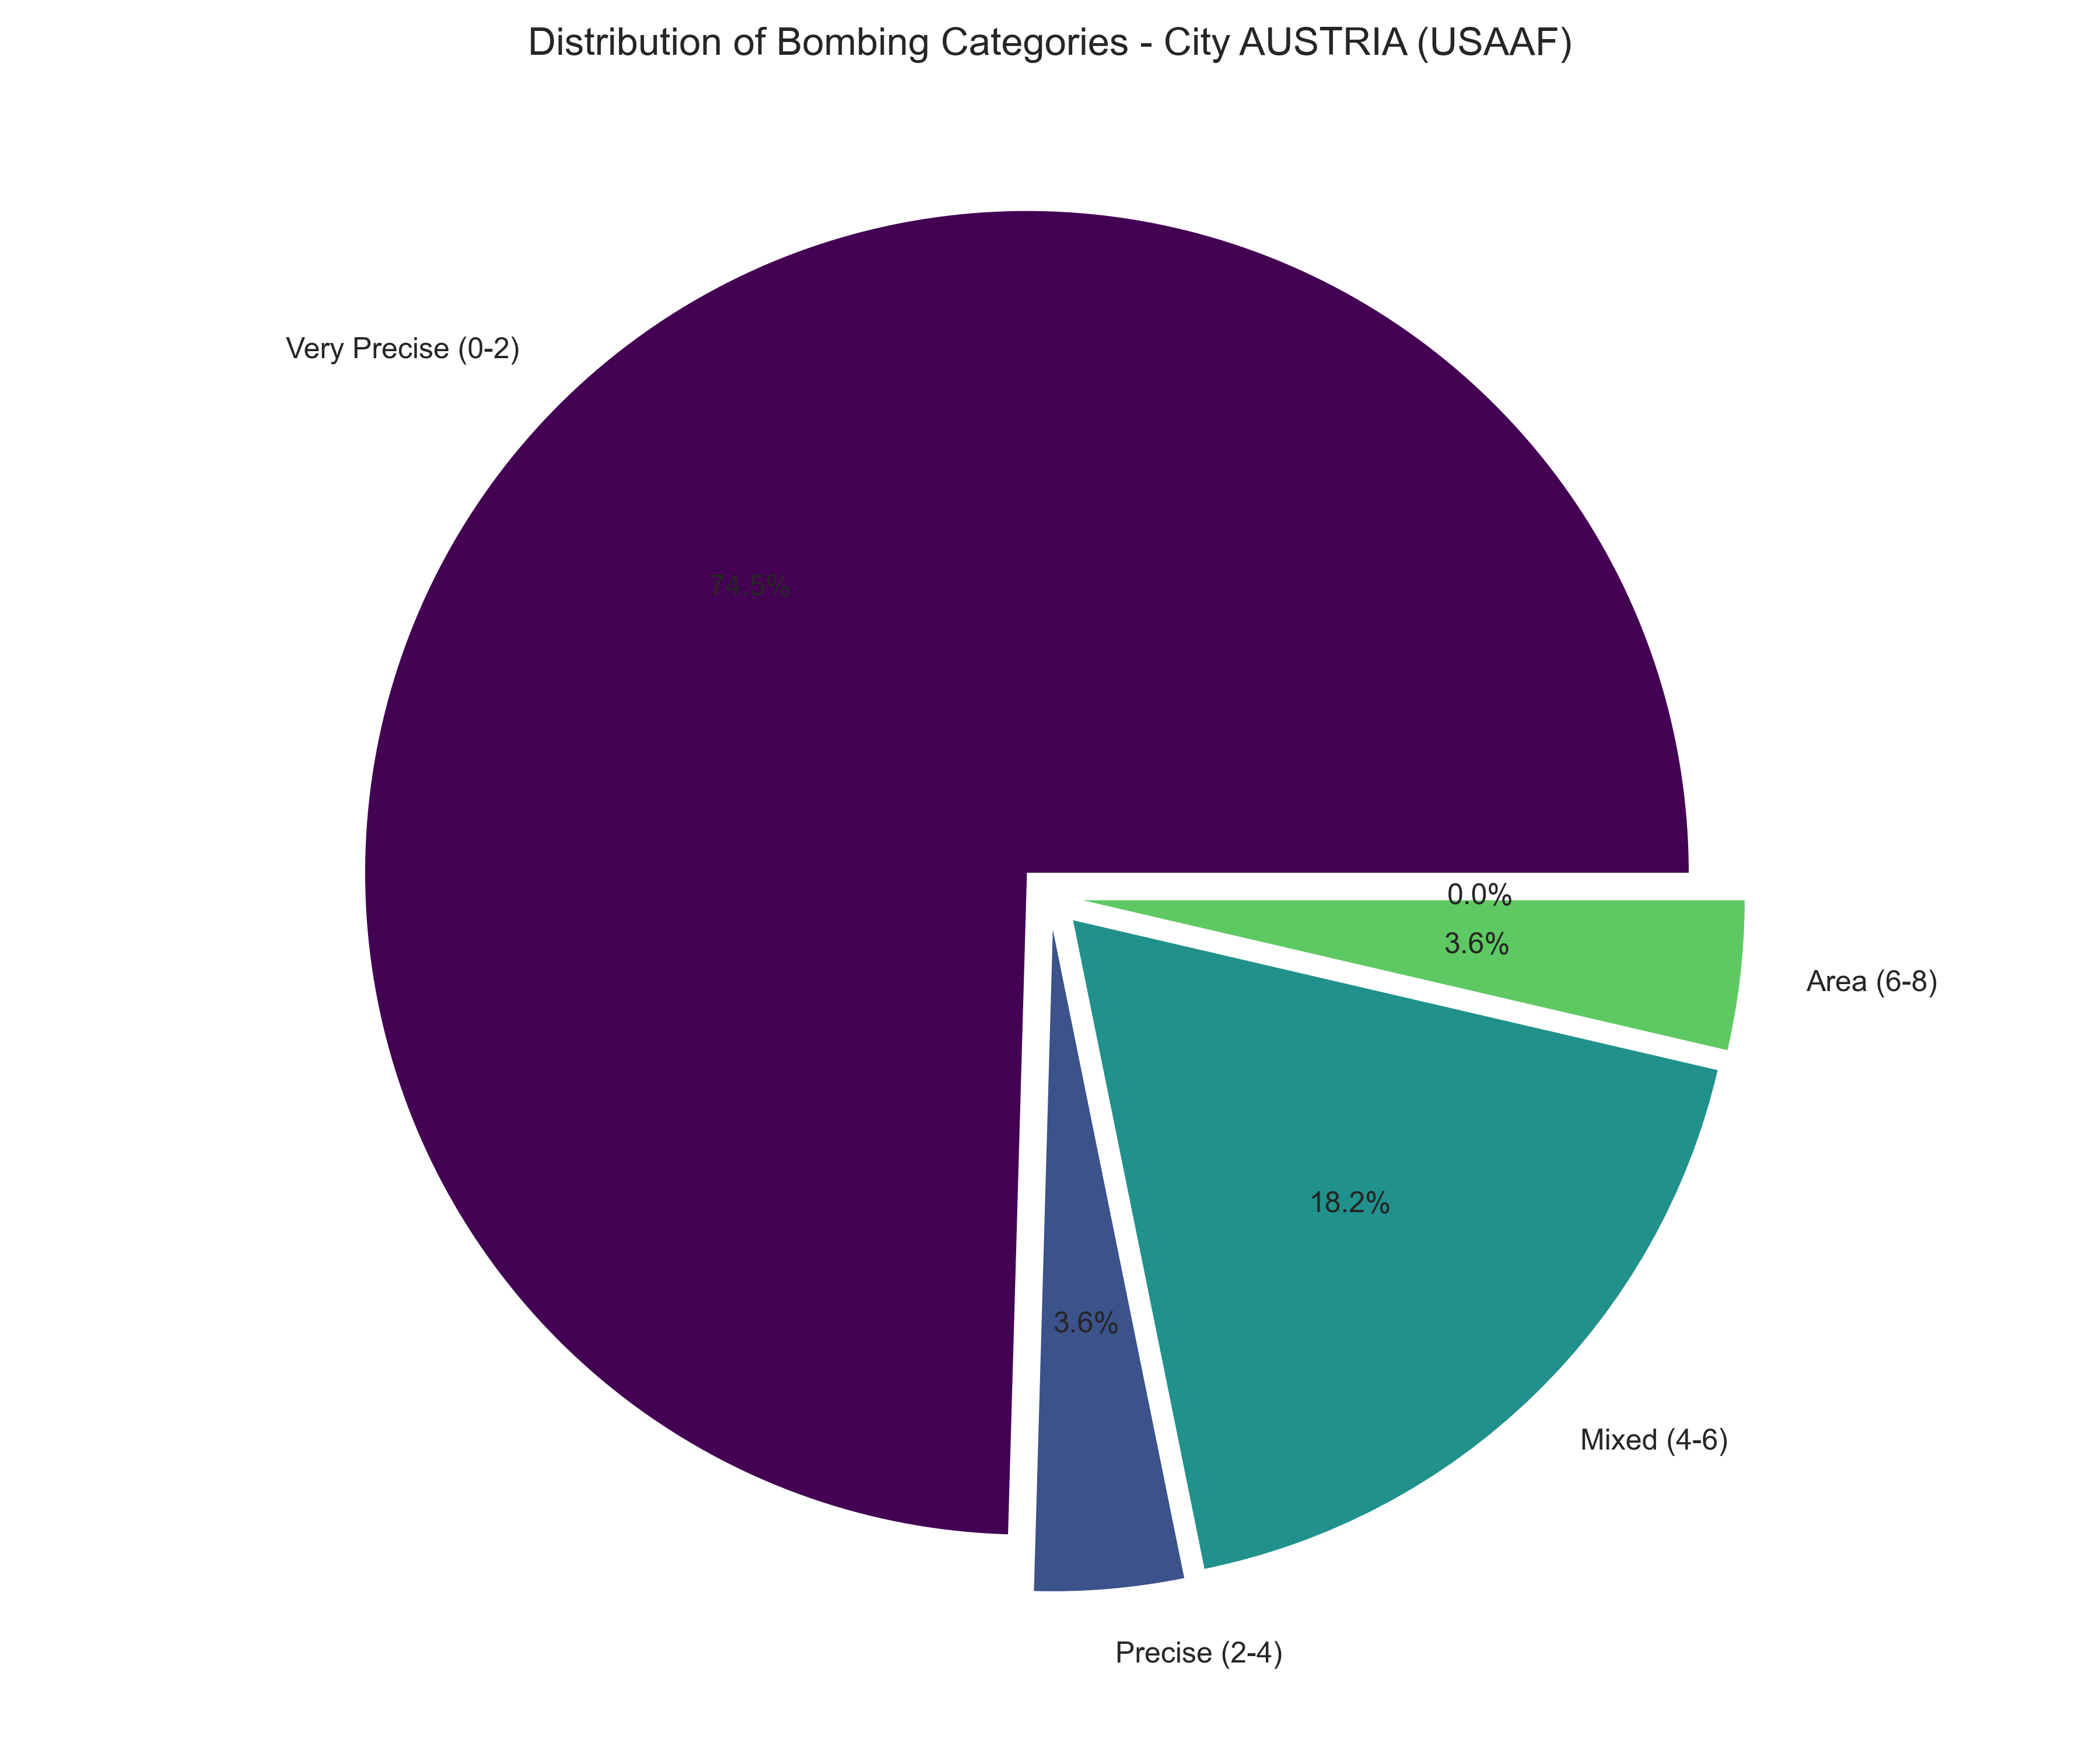 Distribution of Bombing Categories - City AUSTRIA (USAAF)
Very Precise (0-2)
74.5%
0.0%
3.6%
Area (6-8)
18.2%
3.6%
Mixed (4-6)
Precise (2-4)